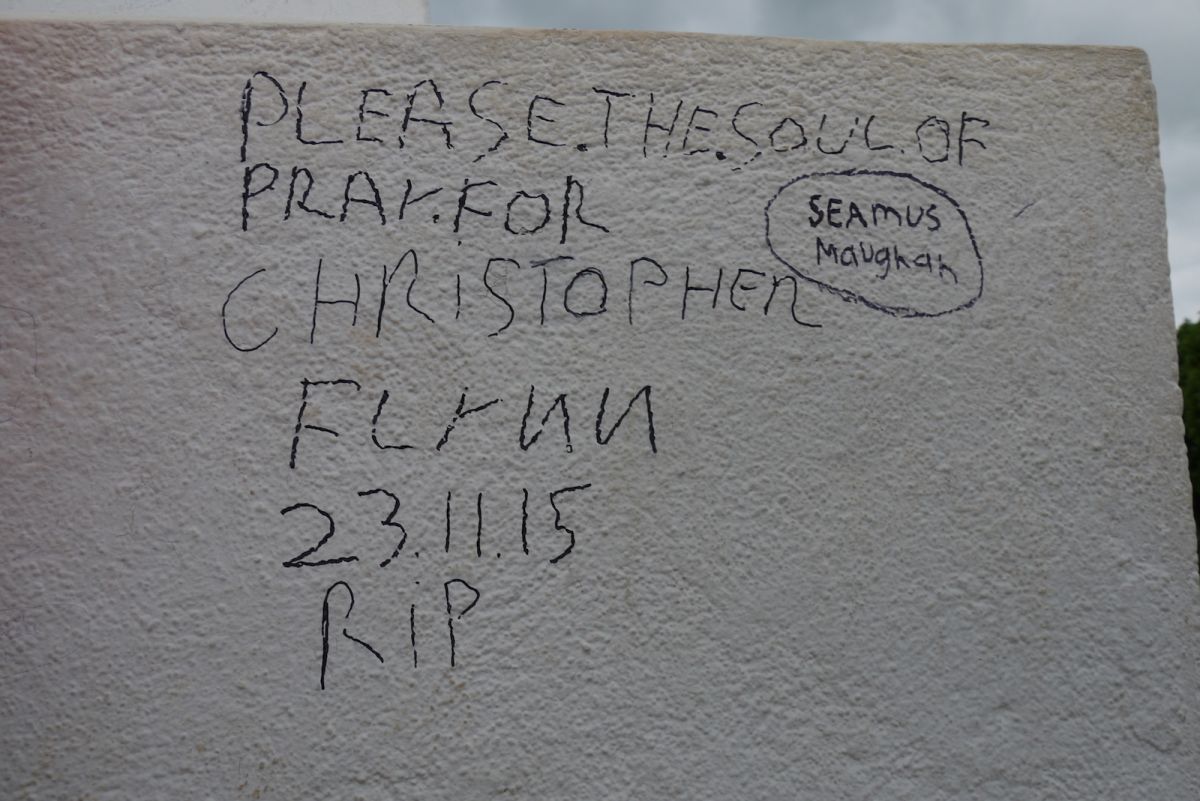 PLEASE.THE.SOUL.OF
PRAY.FOR
SEAMUS
Maughan
CHRiSTOPHER
FLYNN
23.11.15
RiP